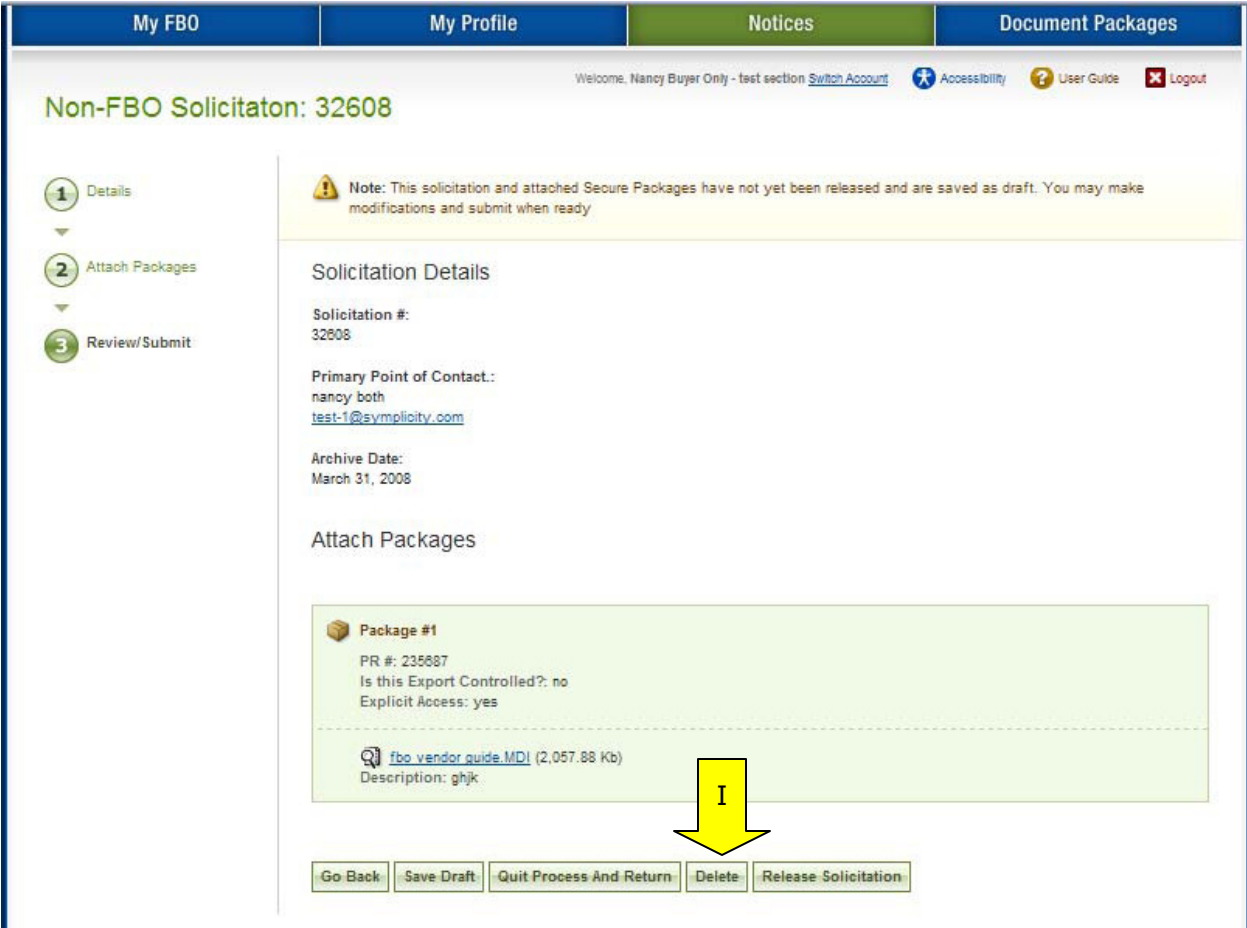 My FBO My Profile Notices Document Packages
Welcome, Nancy Buyer Only - test section Switch Account Accessibility User Guide Logout
Non-FBO Solicitaton: 32608
1 Details
2 Attach Packages
3 Review/Submit
Note: This solicitation and attached Secure Packages have not yet been released and are saved as draft. You may make
modifications and submit when ready
Solicitation Details
Solicitation #:
32608
Primary Point of Contact.:
nancy both
test-1@symplicity.com
Archive Date:
March 31, 2008
Attach Packages
Package #1
PR #: 235687
Is this Export Controlled?: no
Explicit Access: yes
fbo vendor guide.MDI (2,057.88 Kb)
Description: ghjk
I
Go Back Save Draft Quit Process And Return Delete Release Solicitation